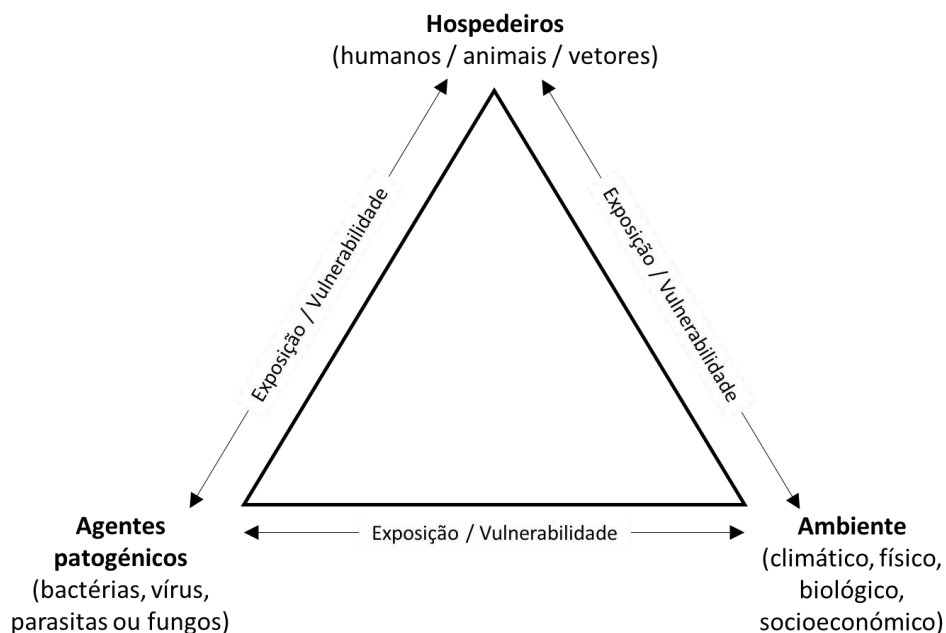 Hospedeiros
(humanos / animais / vetores)
Exposição / Vulnerabilidade
Exposição / Vulnerabilidade
Agentes
patogénicos
(bactérias, vírus,
parasitas ou fungos)
Exposição / Vulnerabilidade
Ambiente
(climático, físico,
biológico,
socioeconómico)